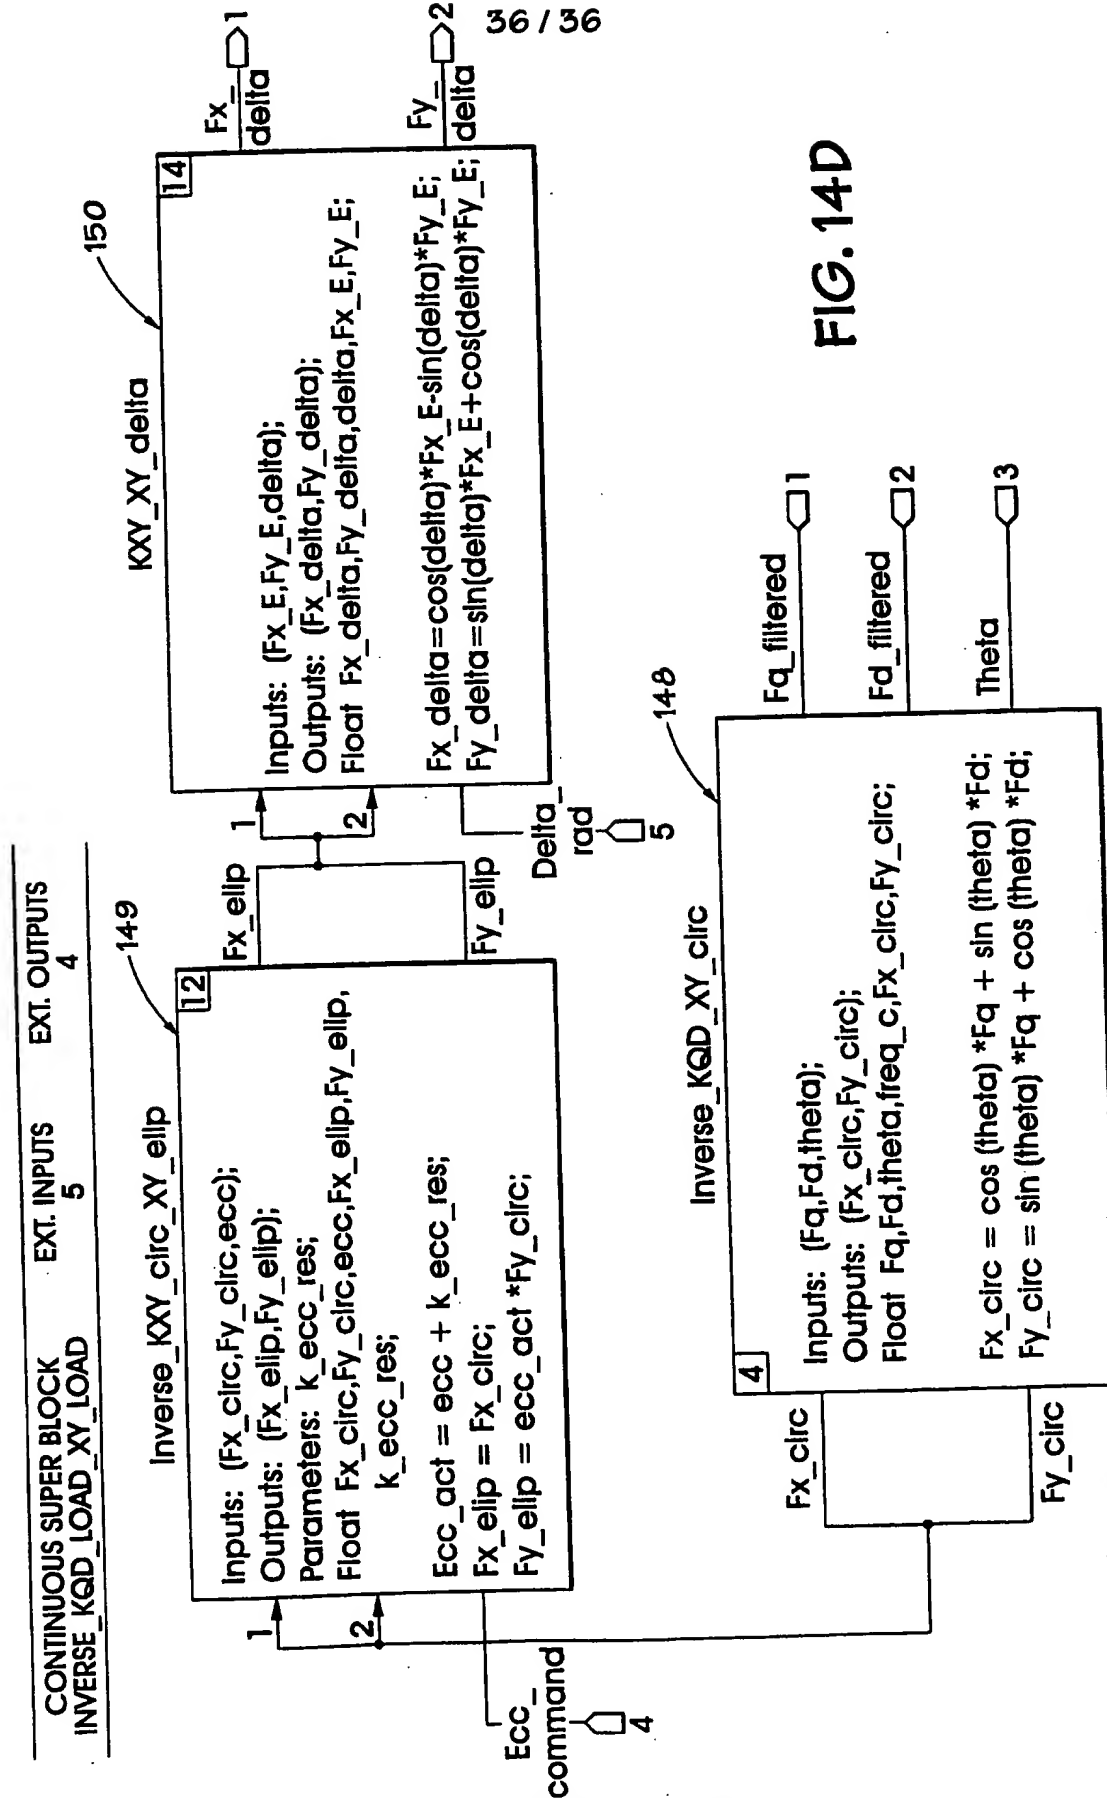 36 / 36
CONTINUOUS SUPER BLOCK
INVERSE_KQD_LOAD_XY_LOAD
EXT. INPUTS
5
EXT. OUTPUTS
4
Inverse_KXY_circ_XY_elip
149
12
Inputs: (Fx_circ,Fy_circ,ecc);
Outputs: (Fx_elip,Fy_elip);
Parameters: k_ecc_res;
Float Fx_circ,Fy_circ,ecc,Fx_elip,Fy_elip,
k_ecc_res;
Ecc_act = ecc + k_ecc_res;
Fx_elip = Fx_circ;
Fy_elip = ecc_act *Fy_circ;
1
2
Ecc_
command
4
Fx_elip
Fy_elip
KXY_XY_delta
150
14
Inputs: (Fx_E,Fy_E,delta);
Outputs: (Fx_delta,Fy_delta);
Float Fx_delta,Fy_delta,delta,Fx_E,Fy_E;
Fx_delta=cos(delta)*Fx_E-sin(delta)*Fy_E;
Fy_delta=sin(delta)*Fx_E+cos(delta)*Fy_E;
1
2
Delta_
rad
5
Fx_
delta
1
Fy_
delta
2
Inverse_KQD_XY_circ
148
4
Inputs: (Fq,Fd,theta);
Outputs: (Fx_circ,Fy_circ);
Float Fq,Fd,theta,freq_c,Fx_circ,Fy_circ;
Fx_circ = cos (theta) *Fq + sin (theta) *Fd;
Fy_circ = sin (theta) *Fq + cos (theta) *Fd;
Fx_circ
Fy_circ
Fq_filtered
1
Fd_filtered
2
Theta
3
FIG. 14D